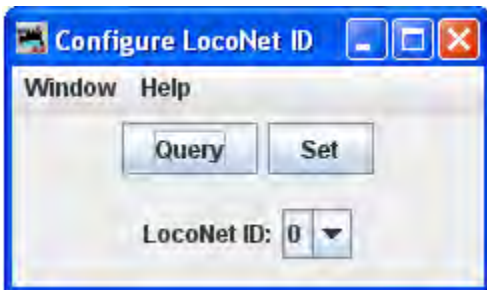 Configure LocoNet ID
Window Help
Query Set
LocoNet ID: 0